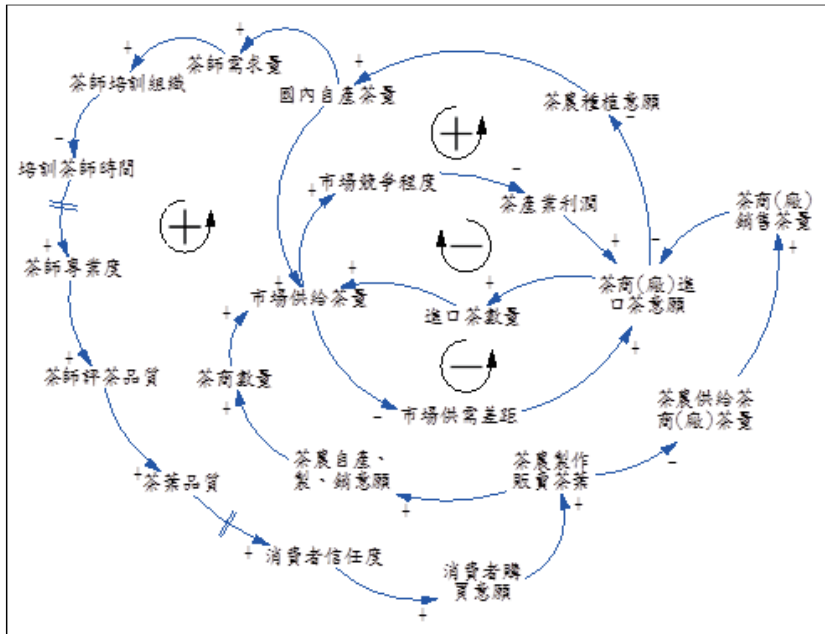 茶師需求量
茶師培訓組織
國內自產茶量
茶農種植意願
培訓茶師時間
市場競爭程度
茶產業利潤
茶商(廠)
銷售茶量
茶師專業度
市場供給茶量
進口茶數量
茶商(廠)進
口茶意願
茶師評茶品質
茶商數量
市場供需差距
茶農供給茶
商(廠)茶量
茶葉品質
茶農自產、
製、銷意願
茶農製作
販賣茶葉
消費者信任度
消費者購
買意願